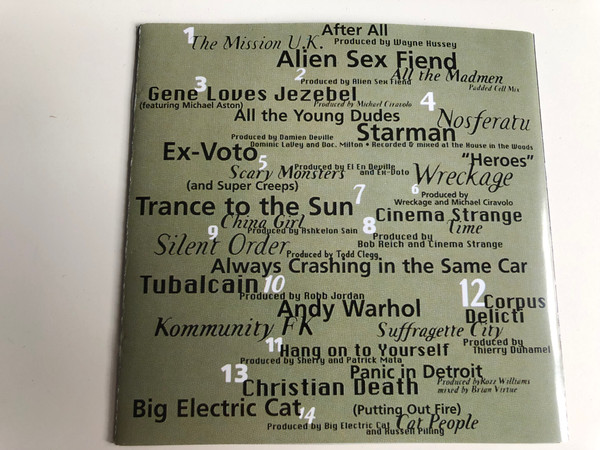 After All
1 The Mission U.K. Produced by Wayne Hussey
Alien Sex Fiend
2 All the Madmen
Produced by Alien Sex Fiend Padded Cell Mix
3 Gene Loves Jezebel
(featuring Michael Aston) Produced by Michael Ciravolo
All the Young Dudes 4 Nosferatu
Produced by Damien Deville Starman
Dominic LaVey and Doc. Milton • Recorded & mixed at the House in the Woods
Ex-Voto 5 "Heroes"
Scary Monsters Produced by El En Deville and Ex-Voto Wreckage
(and Super Creeps) 6 Produced by
Wreckage and Michael Ciravolo
Trance to the Sun 7 Cinema Strange
China Girl 8 Time
9 Produced by Ashkelon Sain Produced by
Silent Order Bob Reich and Cinema Strange
Produced by Todd Clegg
Always Crashing in the Same Car
Tubalcain 10
Produced by Robb Jordan 12 Corpus
Andy Warhol Delicti
Kommunity FK Suffragette City
11 Hang on to Yourself Produced by
Produced by Sherry and Patrick Mata Thierry Duhamel
13 Panic in Detroit
Christian Death Produced by Rozz Williams
mixed by Brian Virtue
Big Electric Cat 14 (Putting Out Fire)
Produced by Big Electric Cat Cat People
and Russell Pilling